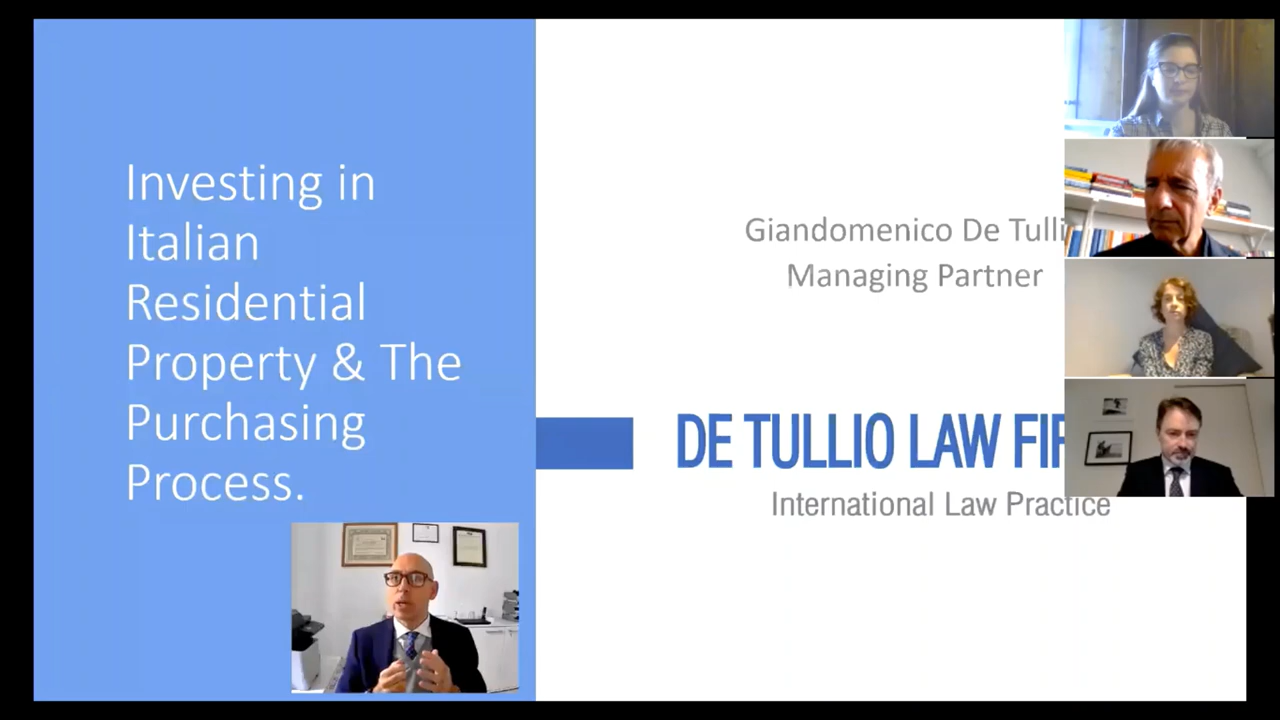 Investing in
Italian
Residential
Property & The
Purchasing
Process.
Giandomenico De Tulli
Managing Partner
DE TULLIO LAW FIR
International Law Practice